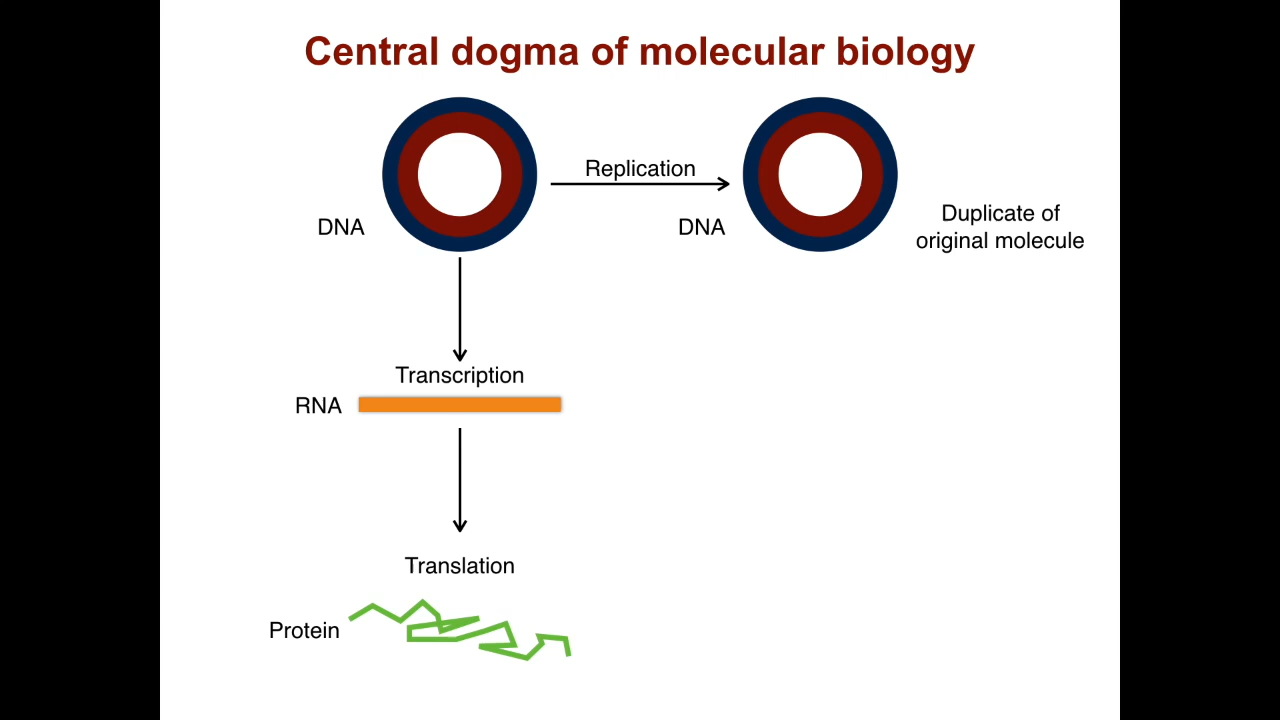 Central dogma of molecular biology
Replication
DNA
DNA
Duplicate of
original molecule
Transcription
RNA
Translation
Protein